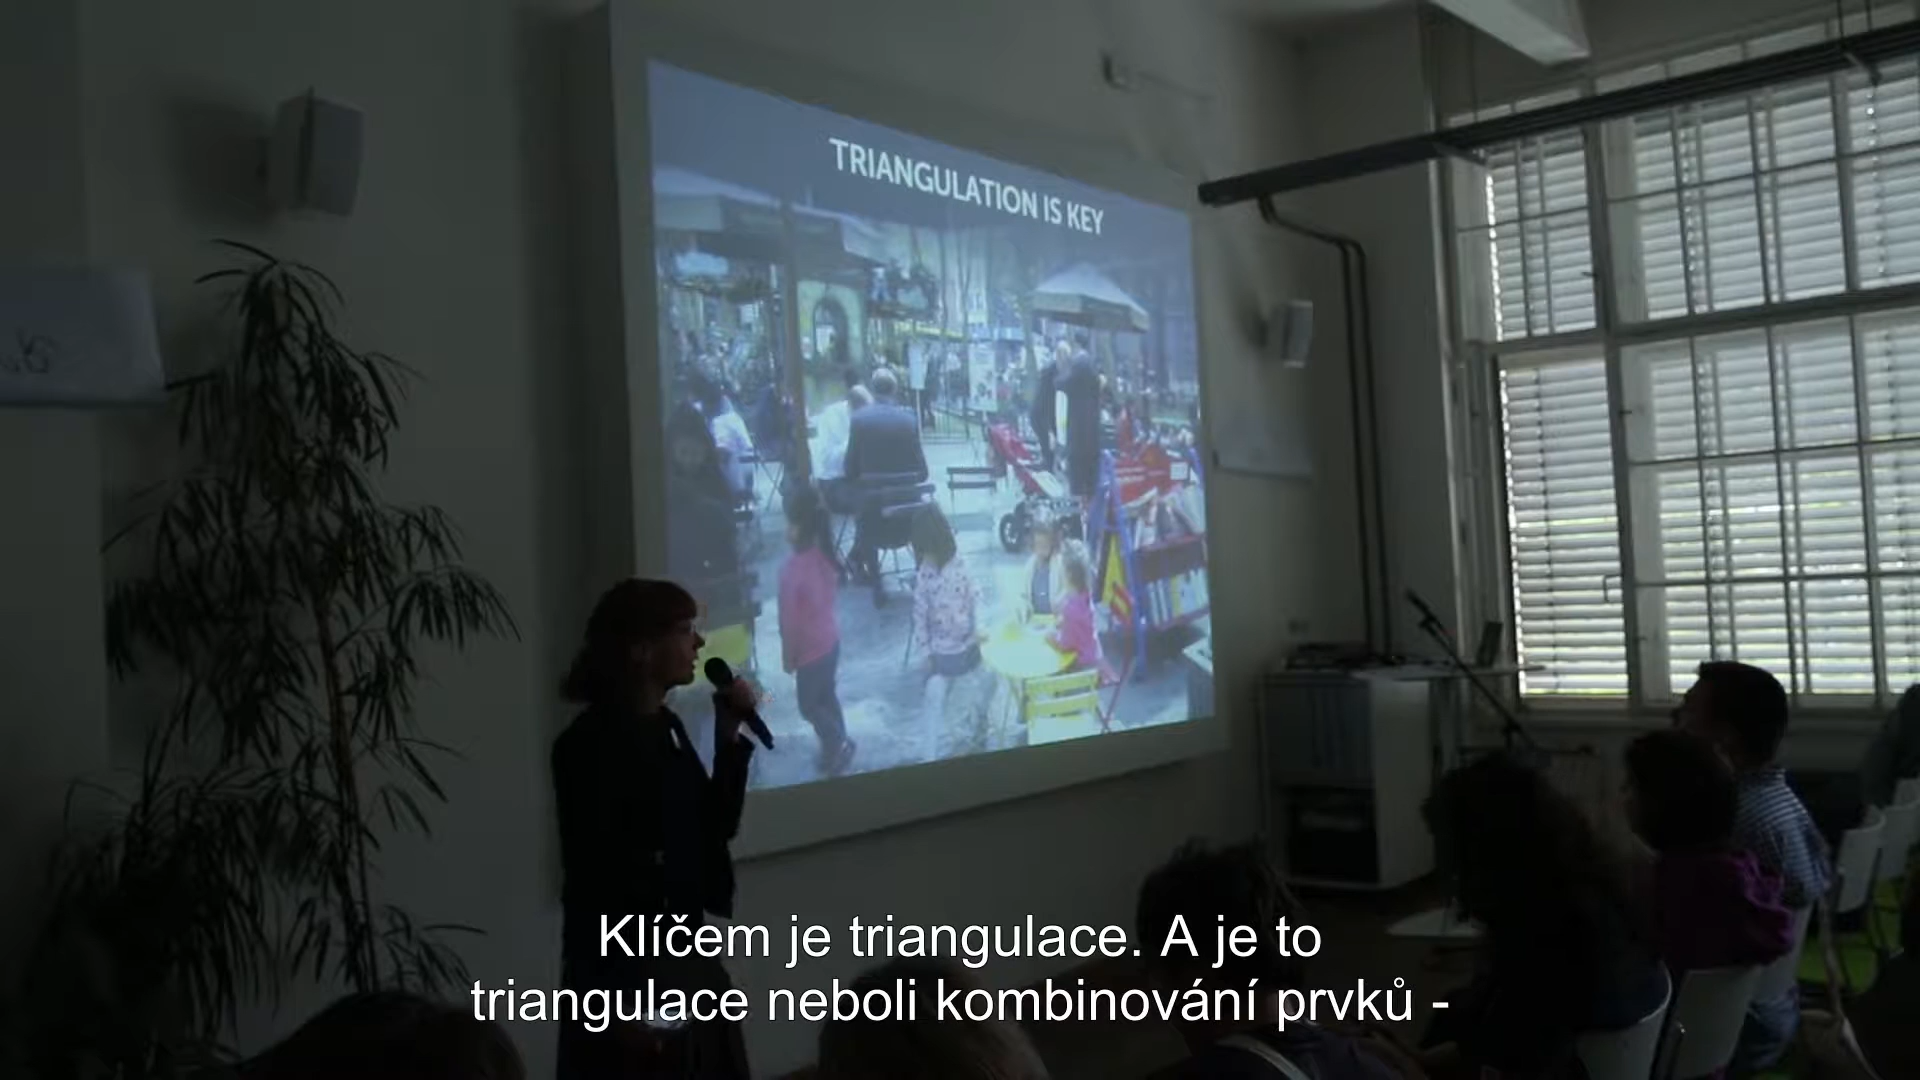 TRIANGULATION IS KEY
Klíčem je triangulace. A je to
triangulace neboli kombinování prvků -